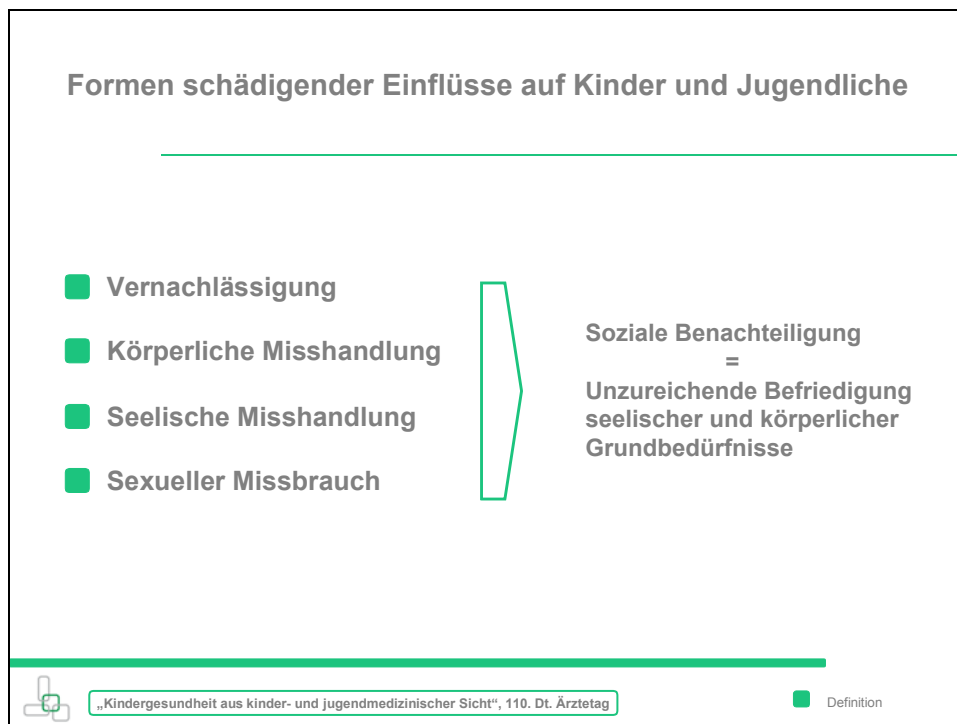 Formen schädigender Einflüsse auf Kinder und Jugendliche
Vernachlässigung
Körperliche Misshandlung
Seelische Misshandlung
Sexueller Missbrauch
Soziale Benachteiligung
=
Unzureichende Befriedigung
seelischer und körperlicher
Grundbedürfnisse
„Kindergesundheit aus kinder- und jugendmedizinischer Sicht“, 110. Dt. Ärztetag
Definition